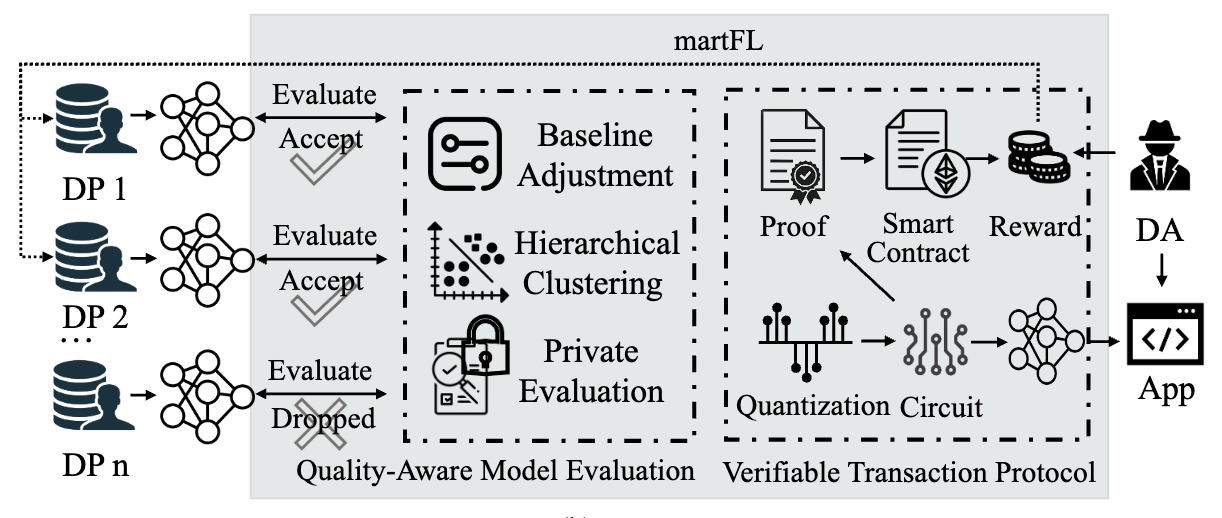 martFL
Evaluate
Accept
DP 1
Evaluate
Accept
DP 2
...
Evaluate
Dropped
DP n
Baseline
Adjustment
Hierarchical
Clustering
Private
Evaluation
Quality-Aware Model Evaluation
Proof
Smart
Contract
Reward
Quantization
Circuit
Verifiable Transaction Protocol
DA
</>
App